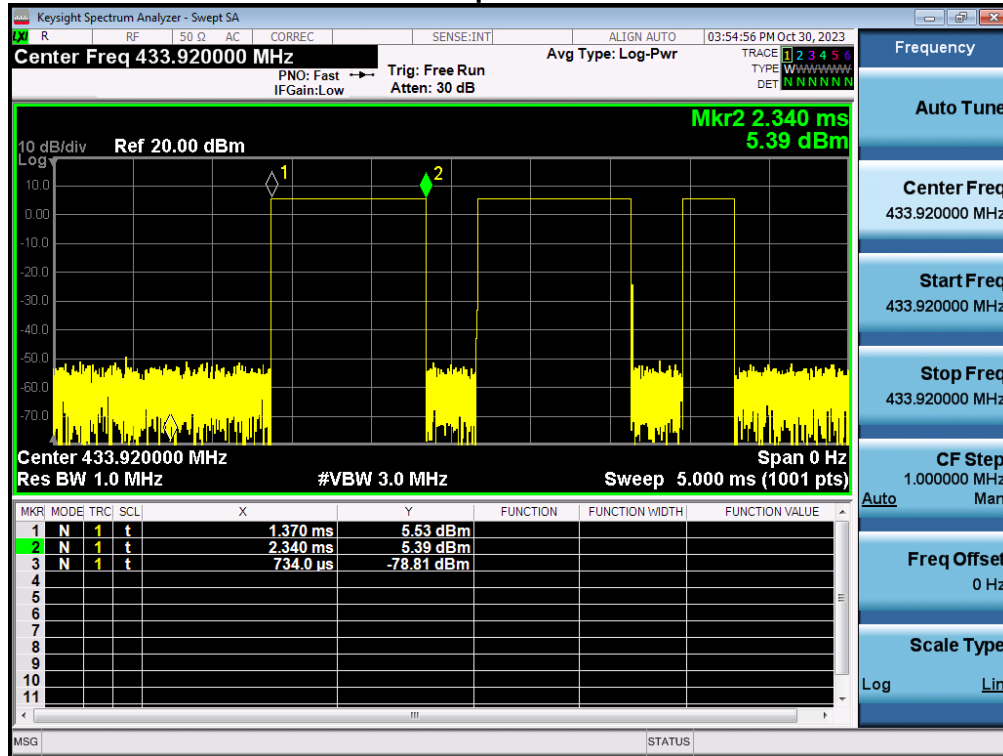 Keysight Spectrum Analyzer - Swept SA
LXI R RF 50 Ω AC CORREC SENSE:INT ALIGN AUTO 03:54:56 PM Oct 30, 2023
Center Freq 433.920000 MHz
PNO: Fast
IFGain:Low
Trig: Free Run
Atten: 30 dB
Avg Type: Log-Pwr
TRACE 1 2 3 4 5 6
TYPE WWWWWWW
DET N N N N N N
Mkr2 2.340 ms
5.39 dBm
10 dB/div Ref 20.00 dBm
Log
10.0
0.00
-10.0
-20.0
-30.0
-40.0
-50.0
-60.0
-70.0
1
2
Center 433.920000 MHz Span 0 Hz
Res BW 1.0 MHz #VBW 3.0 MHz Sweep 5.000 ms (1001 pts)
MKR MODE TRC SCL X Y FUNCTION FUNCTION WIDTH FUNCTION VALUE
1 N 1 t 1.370 ms 5.53 dBm
2 N 1 t 2.340 ms 5.39 dBm
3 N 1 t 734.0 µs -78.81 dBm
4
5
6
7
8
9
10
11
MSG STATUS
Frequency
Auto Tune
Center Freq
433.920000 MHz
Start Freq
433.920000 MHz
Stop Freq
433.920000 MHz
CF Step
1.000000 MHz
Auto Man
Freq Offset
0 Hz
Scale Type
Log Lin